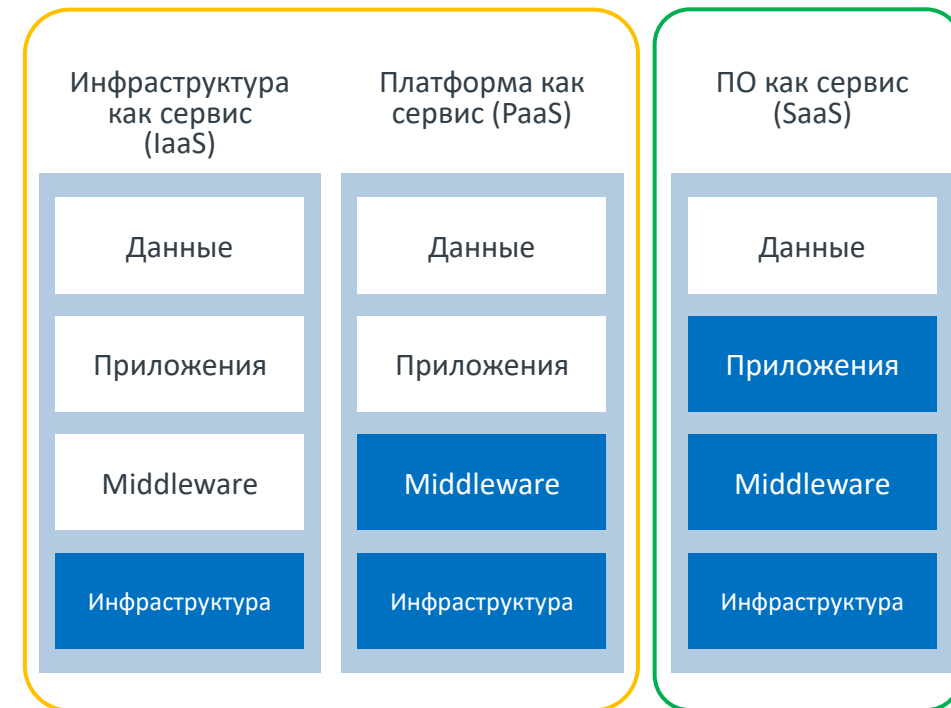 Инфраструктура
как сервис
(IaaS)
Данные
Приложения
Middleware
Инфраструктура
Платформа как
сервис (PaaS)
Данные
Приложения
Middleware
Инфраструктура
ПО как сервис
(SaaS)
Данные
Приложения
Middleware
Инфраструктура